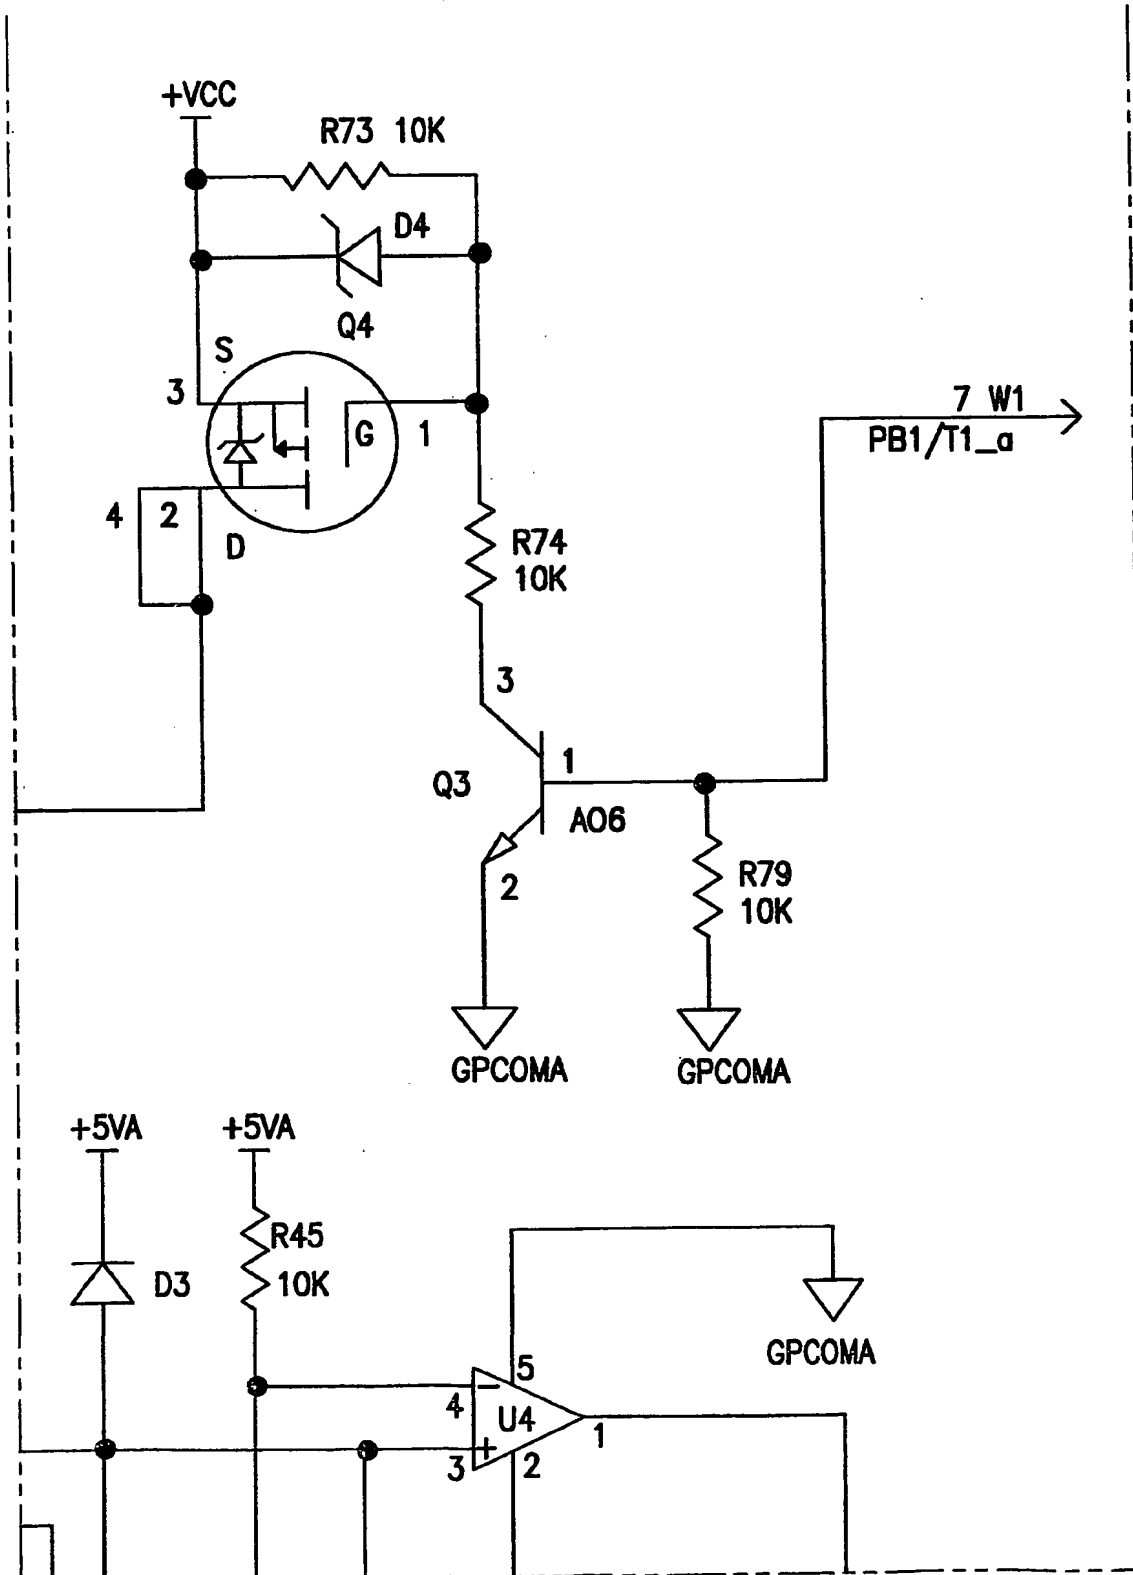 +VCC
R73 10K
D4
Q4
S
3
G
1
4
2
D
7 W1
PB1/T1_a
R74
10K
3
Q3
1
A06
2
R79
10K
GPCOMA
GPCOMA
+5VA
+5VA
R45
10K
D3
GPCOMA
5
4
−
U4
1
+
3
2